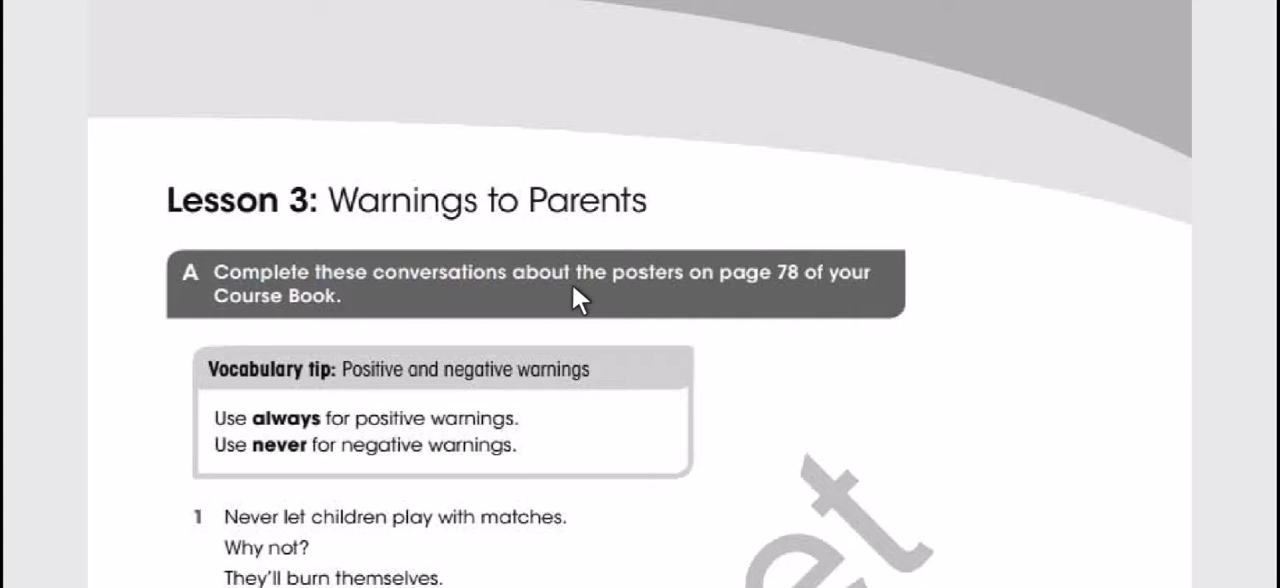 Lesson 3: Warnings to Parents
A Complete these conversations about the posters on page 78 of your
Course Book.
Vocabulary tip: Positive and negative warnings
Use always for positive warnings.
Use never for negative warnings.
1 Never let children play with matches.
Why not?
They'll burn themselves.
et